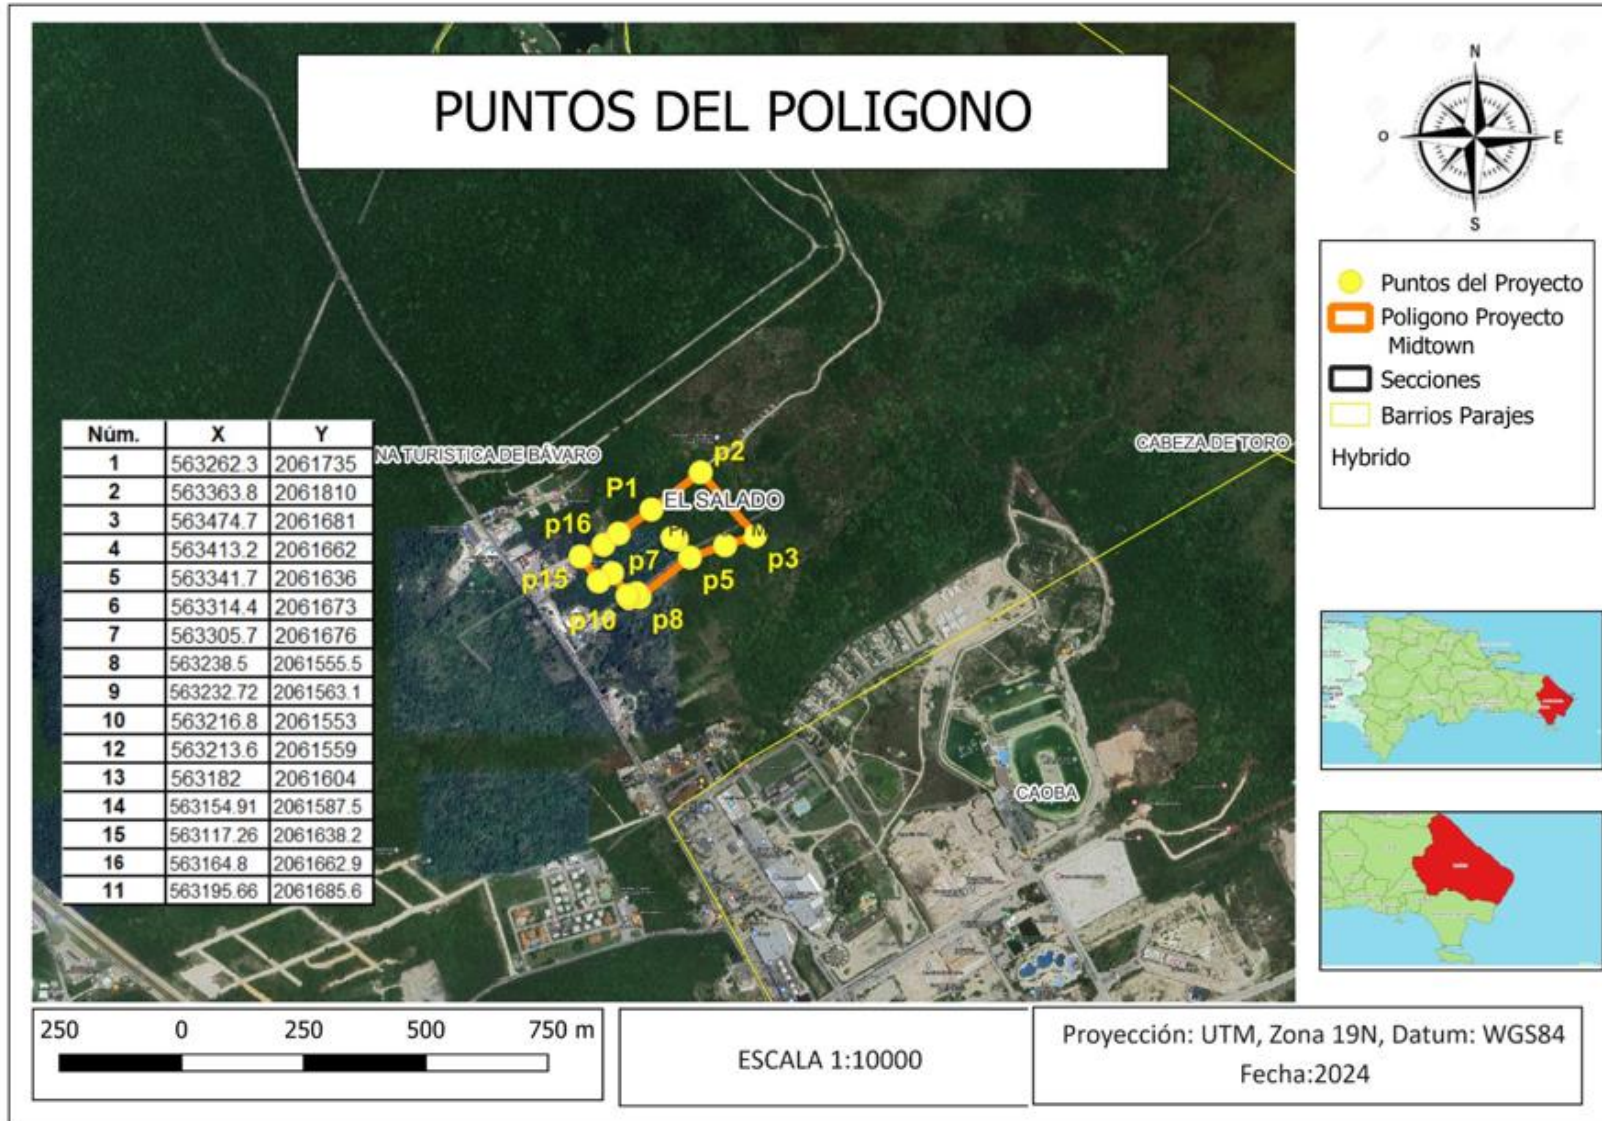 PUNTOS DEL POLIGONO
N
O
E
S
Puntos del Proyecto
Poligono Proyecto
Midtown
Secciones
Barrios Parajes
Hybrido
Núm. X Y
1 563262.3 2061735
2 563363.8 2061810
3 563474.7 2061681
4 563413.2 2061662
5 563341.7 2061636
6 563314.4 2061673
7 563305.7 2061676
8 563238.5 2061555.5
9 563232.72 2061563.1
10 563216.8 2061553
12 563213.6 2061559
13 563182 2061604
14 563154.91 2061587.5
15 563117.26 2061638.2
16 563164.8 2061662.9
11 563195.66 2061685.6
NA TURISTICA DE BÁVARO
CABEZA DE TORO
p2
P1
EL SALADO
p16
p7
p3
p15
p5
p10
p8
CAOBA
250 0 250 500 750 m
ESCALA 1:10000
Proyección: UTM, Zona 19N, Datum: WGS84
Fecha:2024